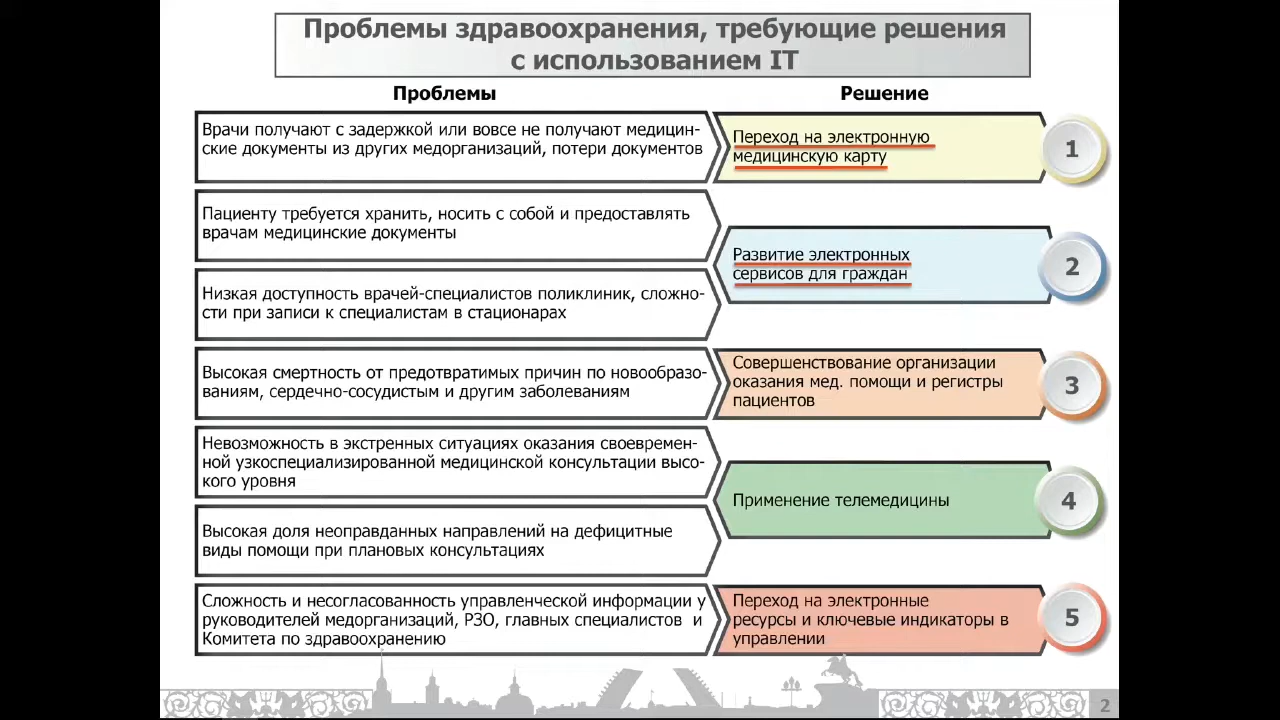 Проблемы здравоохранения, требующие решения
с использованием IT
Проблемы
Решение
Врачи получают с задержкой или вовсе не получают медицин-
ские документы из других медорганизаций, потери документов
Переход на электронную
медицинскую карту
1
Пациенту требуется хранить, носить с собой и предоставлять
врачам медицинские документы
Развитие электронных
сервисов для граждан
2
Низкая доступность врачей-специалистов поликлиник, сложно-
сти при записи к специалистам в стационарах
Высокая смертность от предотвратимых причин по новообразо-
ваниям, сердечно-сосудистым и другим заболеваниям
Совершенствование организации
оказания мед. помощи и регистры
пациентов
3
Невозможность в экстренных ситуациях оказания своевремен-
ной узкоспециализированной медицинской консультации высо-
кого уровня
Применение телемедицины
4
Высокая доля неоправданных направлений на дефицитные
виды помощи при плановых консультациях
Сложность и несогласованность управленческой информации у
руководителей медорганизаций, РЗО, главных специалистов и
Комитета по здравоохранению
Переход на электронные
ресурсы и ключевые индикаторы в
управлении
5
2